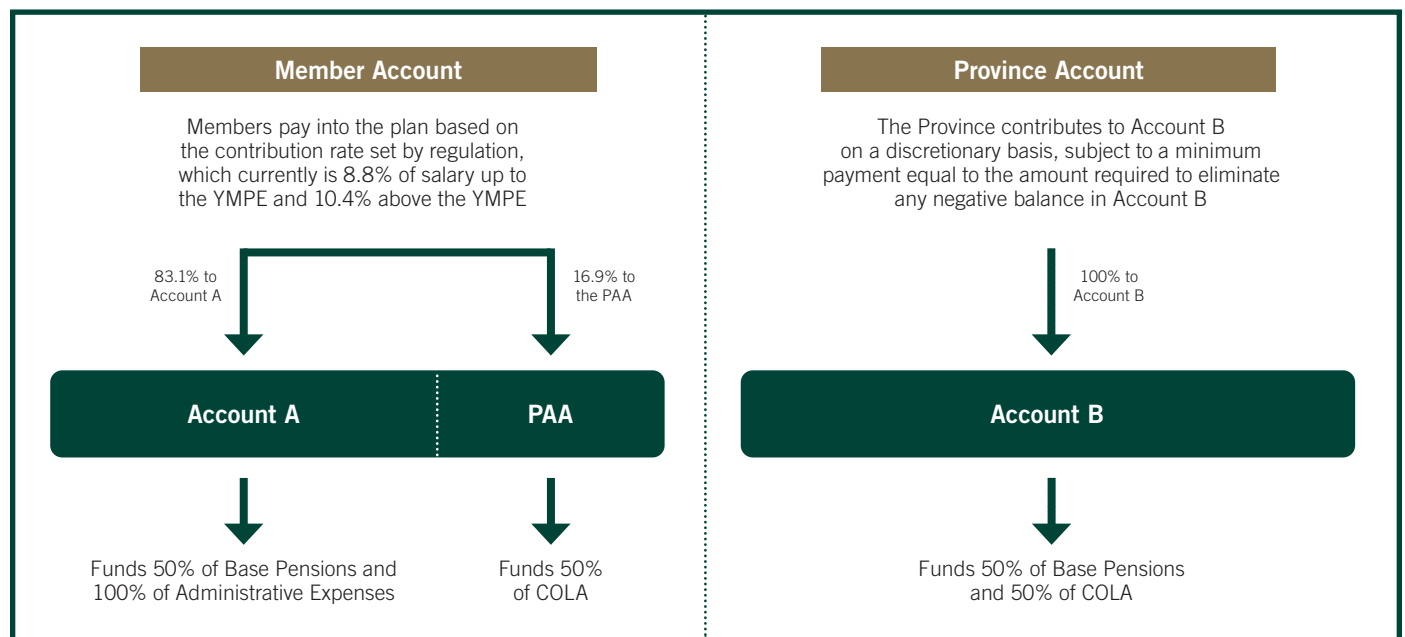 Member Account
Members pay into the plan based on
the contribution rate set by regulation,
which currently is 8.8% of salary up to
the YMPE and 10.4% above the YMPE
83.1% to
Account A
16.9% to
the PAA
Account A
PAA
Funds 50% of Base Pensions and
100% of Administrative Expenses
Funds 50%
of COLA
Province Account
The Province contributes to Account B
on a discretionary basis, subject to a minimum
payment equal to the amount required to eliminate
any negative balance in Account B
100% to
Account B
Account B
Funds 50% of Base Pensions
and 50% of COLA